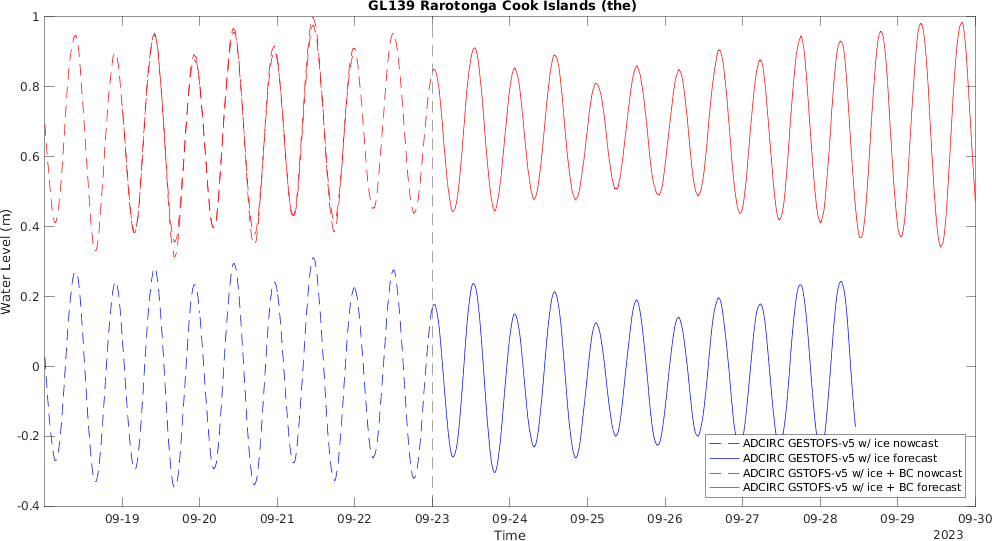 GL139 Rarotonga Cook Islands (the)
Water Level (m)
1
0.8
0.6
0.4
0.2
0
-0.2
-0.4
ADCIRC GESTOFS-v5 w/ ice nowcast
ADCIRC GESTOFS-v5 w/ ice forecast
ADCIRC GSTOFS-v5 w/ ice + BC nowcast
ADCIRC GSTOFS-v5 w/ ice + BC forecast
09-19 09-20 09-21 09-22 09-23 09-24 09-25 09-26 09-27 09-28 09-29 09-30
Time
2023